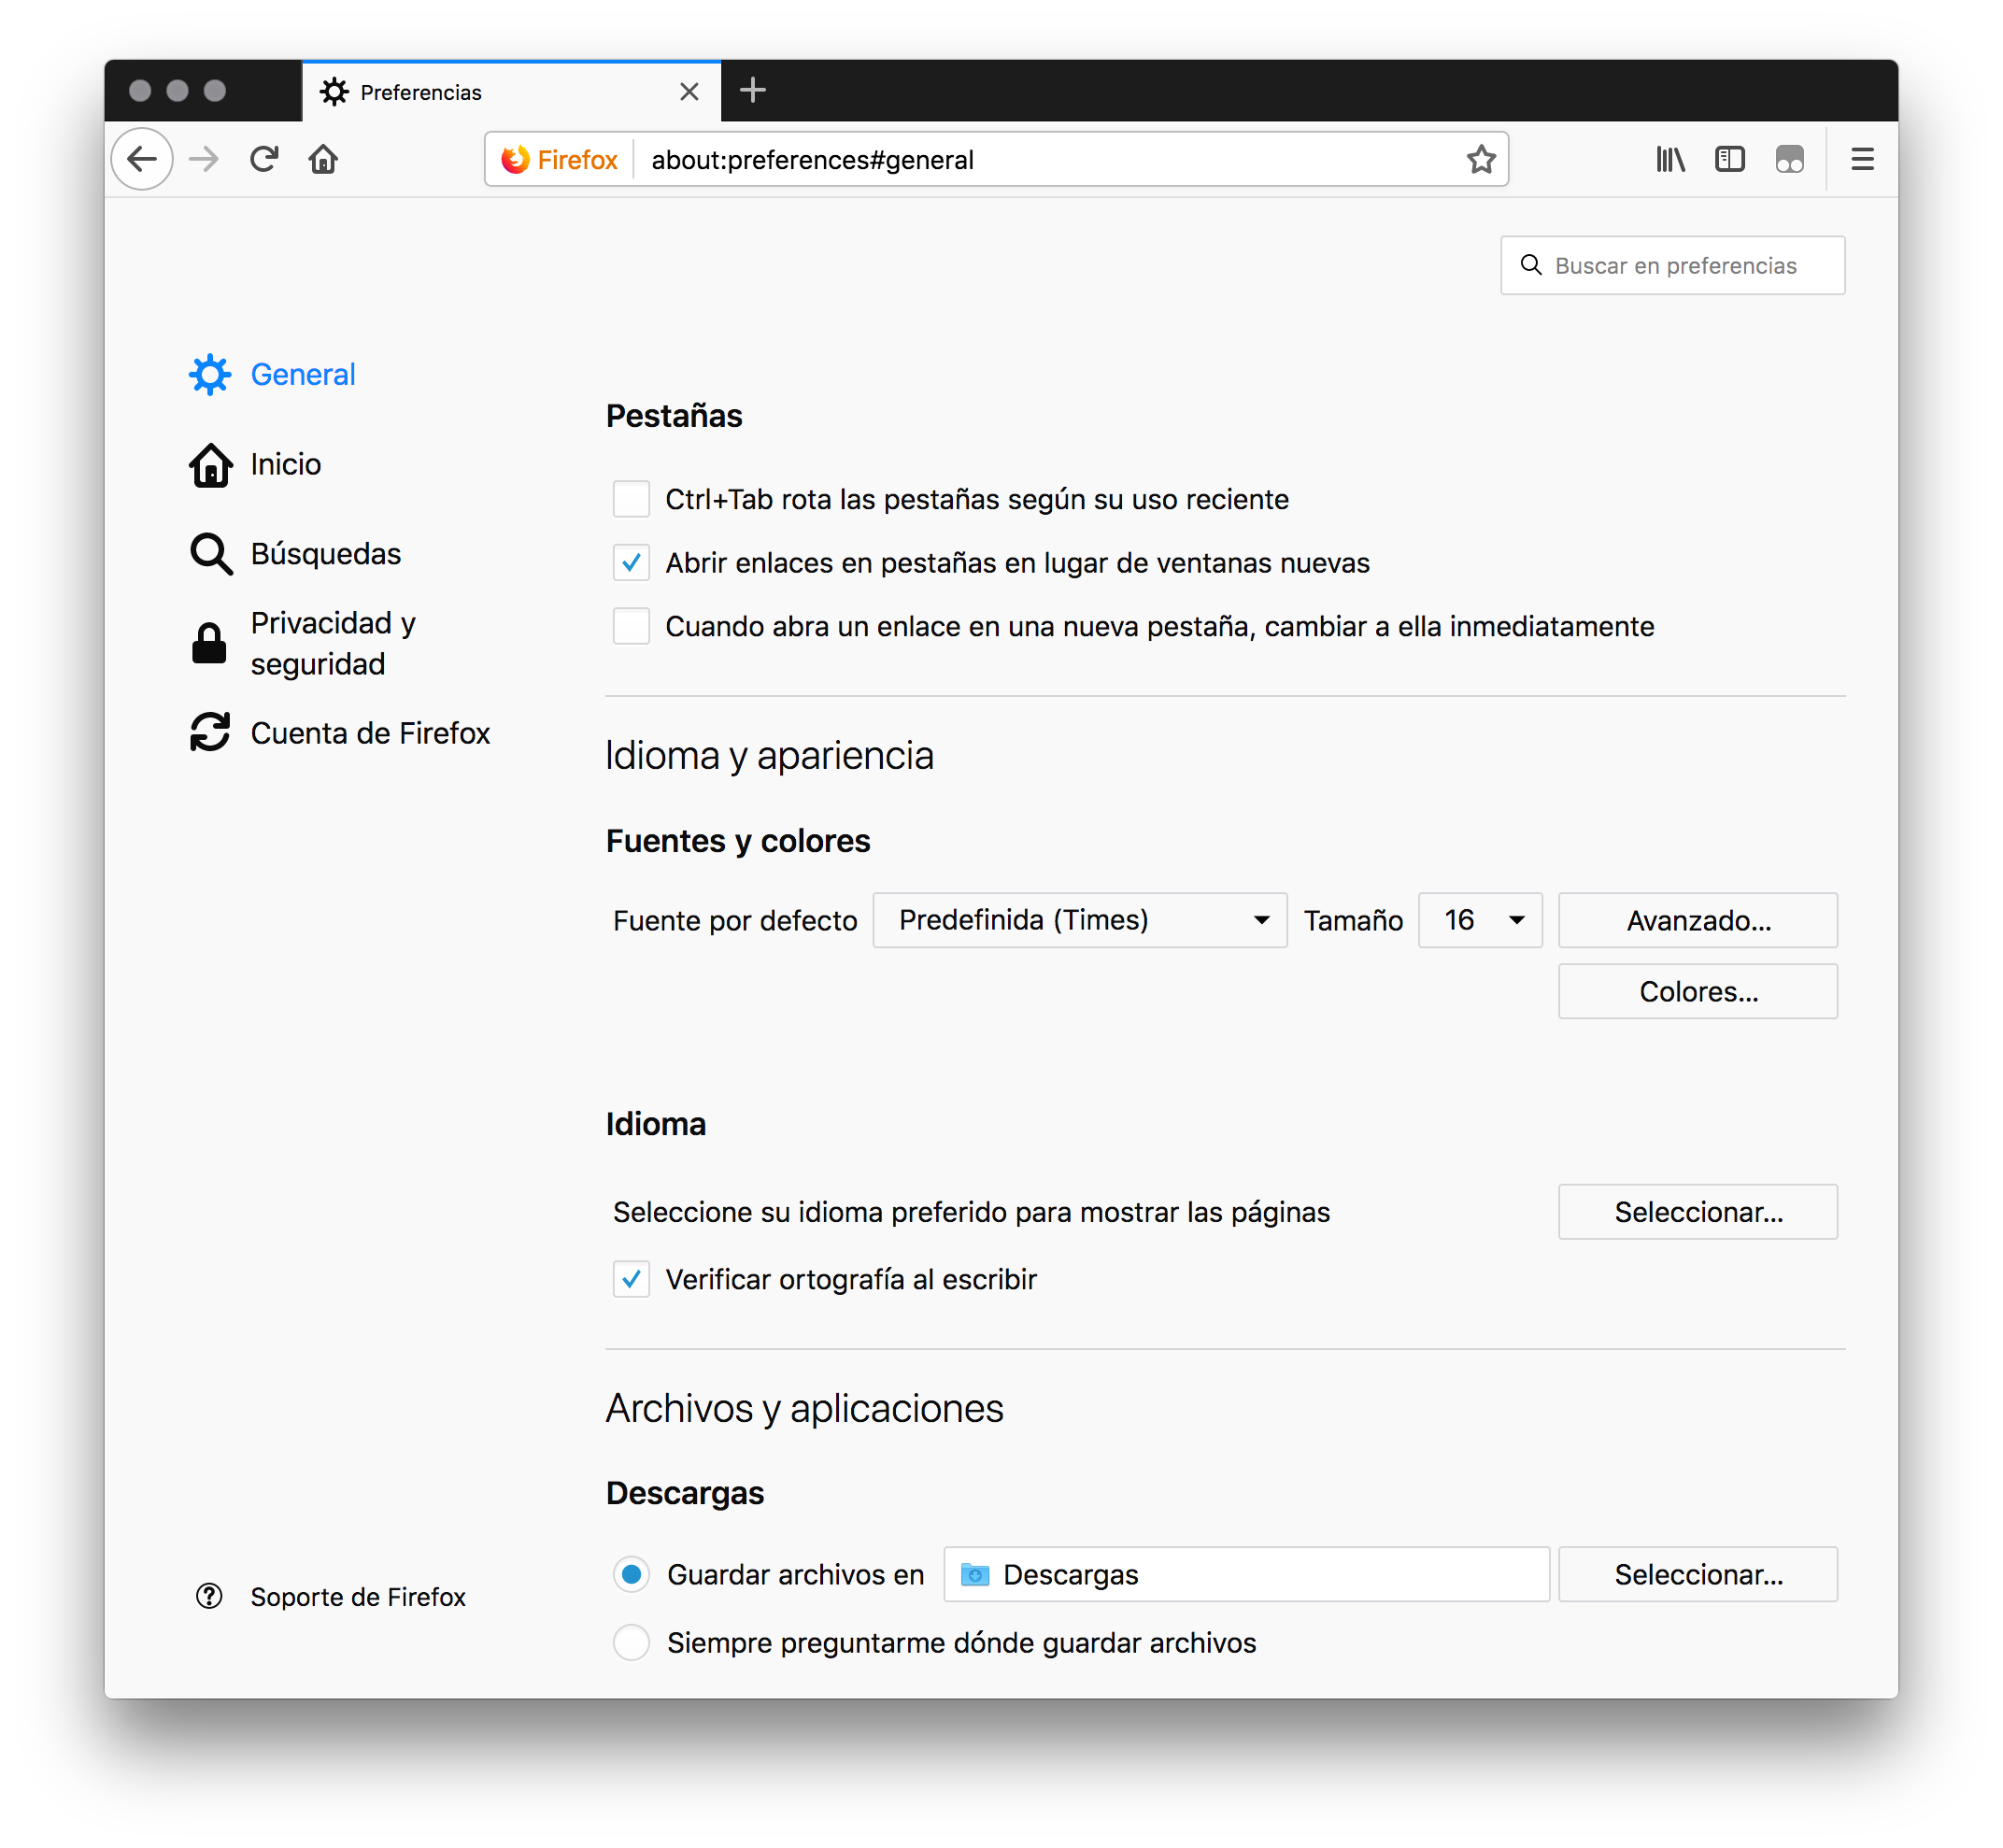 Preferencias
Firefox about:preferences#general
Buscar en preferencias
General
Inicio
Búsquedas
Privacidad y
seguridad
Cuenta de Firefox
Soporte de Firefox
Pestañas
Ctrl+Tab rota las pestañas según su uso reciente
Abrir enlaces en pestañas en lugar de ventanas nuevas
Cuando abra un enlace en una nueva pestaña, cambiar a ella inmediatamente
Idioma y apariencia
Fuentes y colores
Fuente por defecto Predefinida (Times) Tamaño 16 Avanzado...
Colores...
Idioma
Seleccione su idioma preferido para mostrar las páginas Seleccionar...
Verificar ortografía al escribir
Archivos y aplicaciones
Descargas
Guardar archivos en Descargas Seleccionar...
Siempre preguntarme dónde guardar archivos